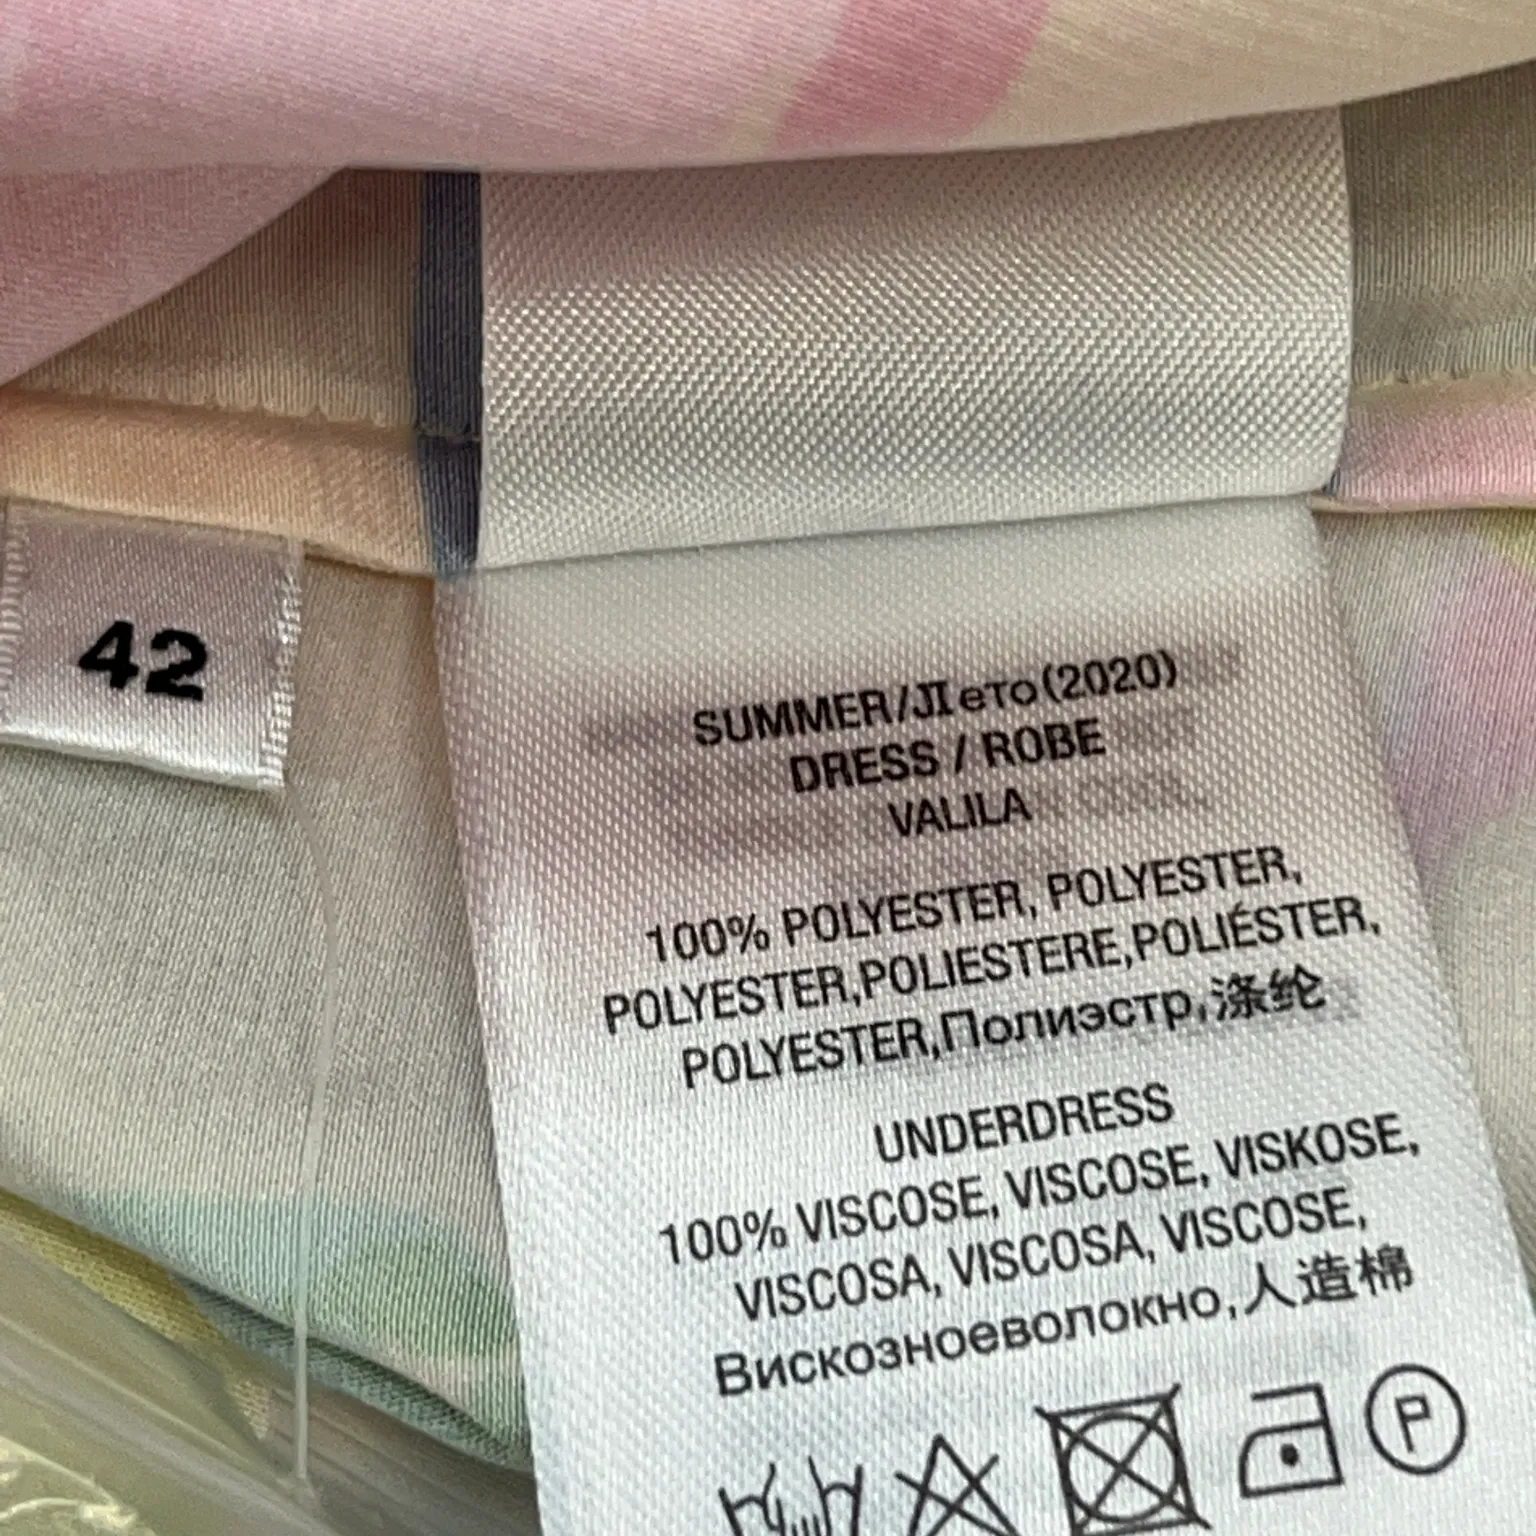 42
SUMMER/ЛІето(2020)
DRESS / ROBE
VALILA
100% POLYESTER, POLYESTER,
POLYESTER,POLIESTERE,POLIÉSTER,
POLYESTER,Полиэстр,涤纶
UNDERDRESS
100% VISCOSE, VISCOSE, VISKOSE,
VISCOSA, VISCOSA, VISCOSE,
Вискозноеволокно,人造棉
P